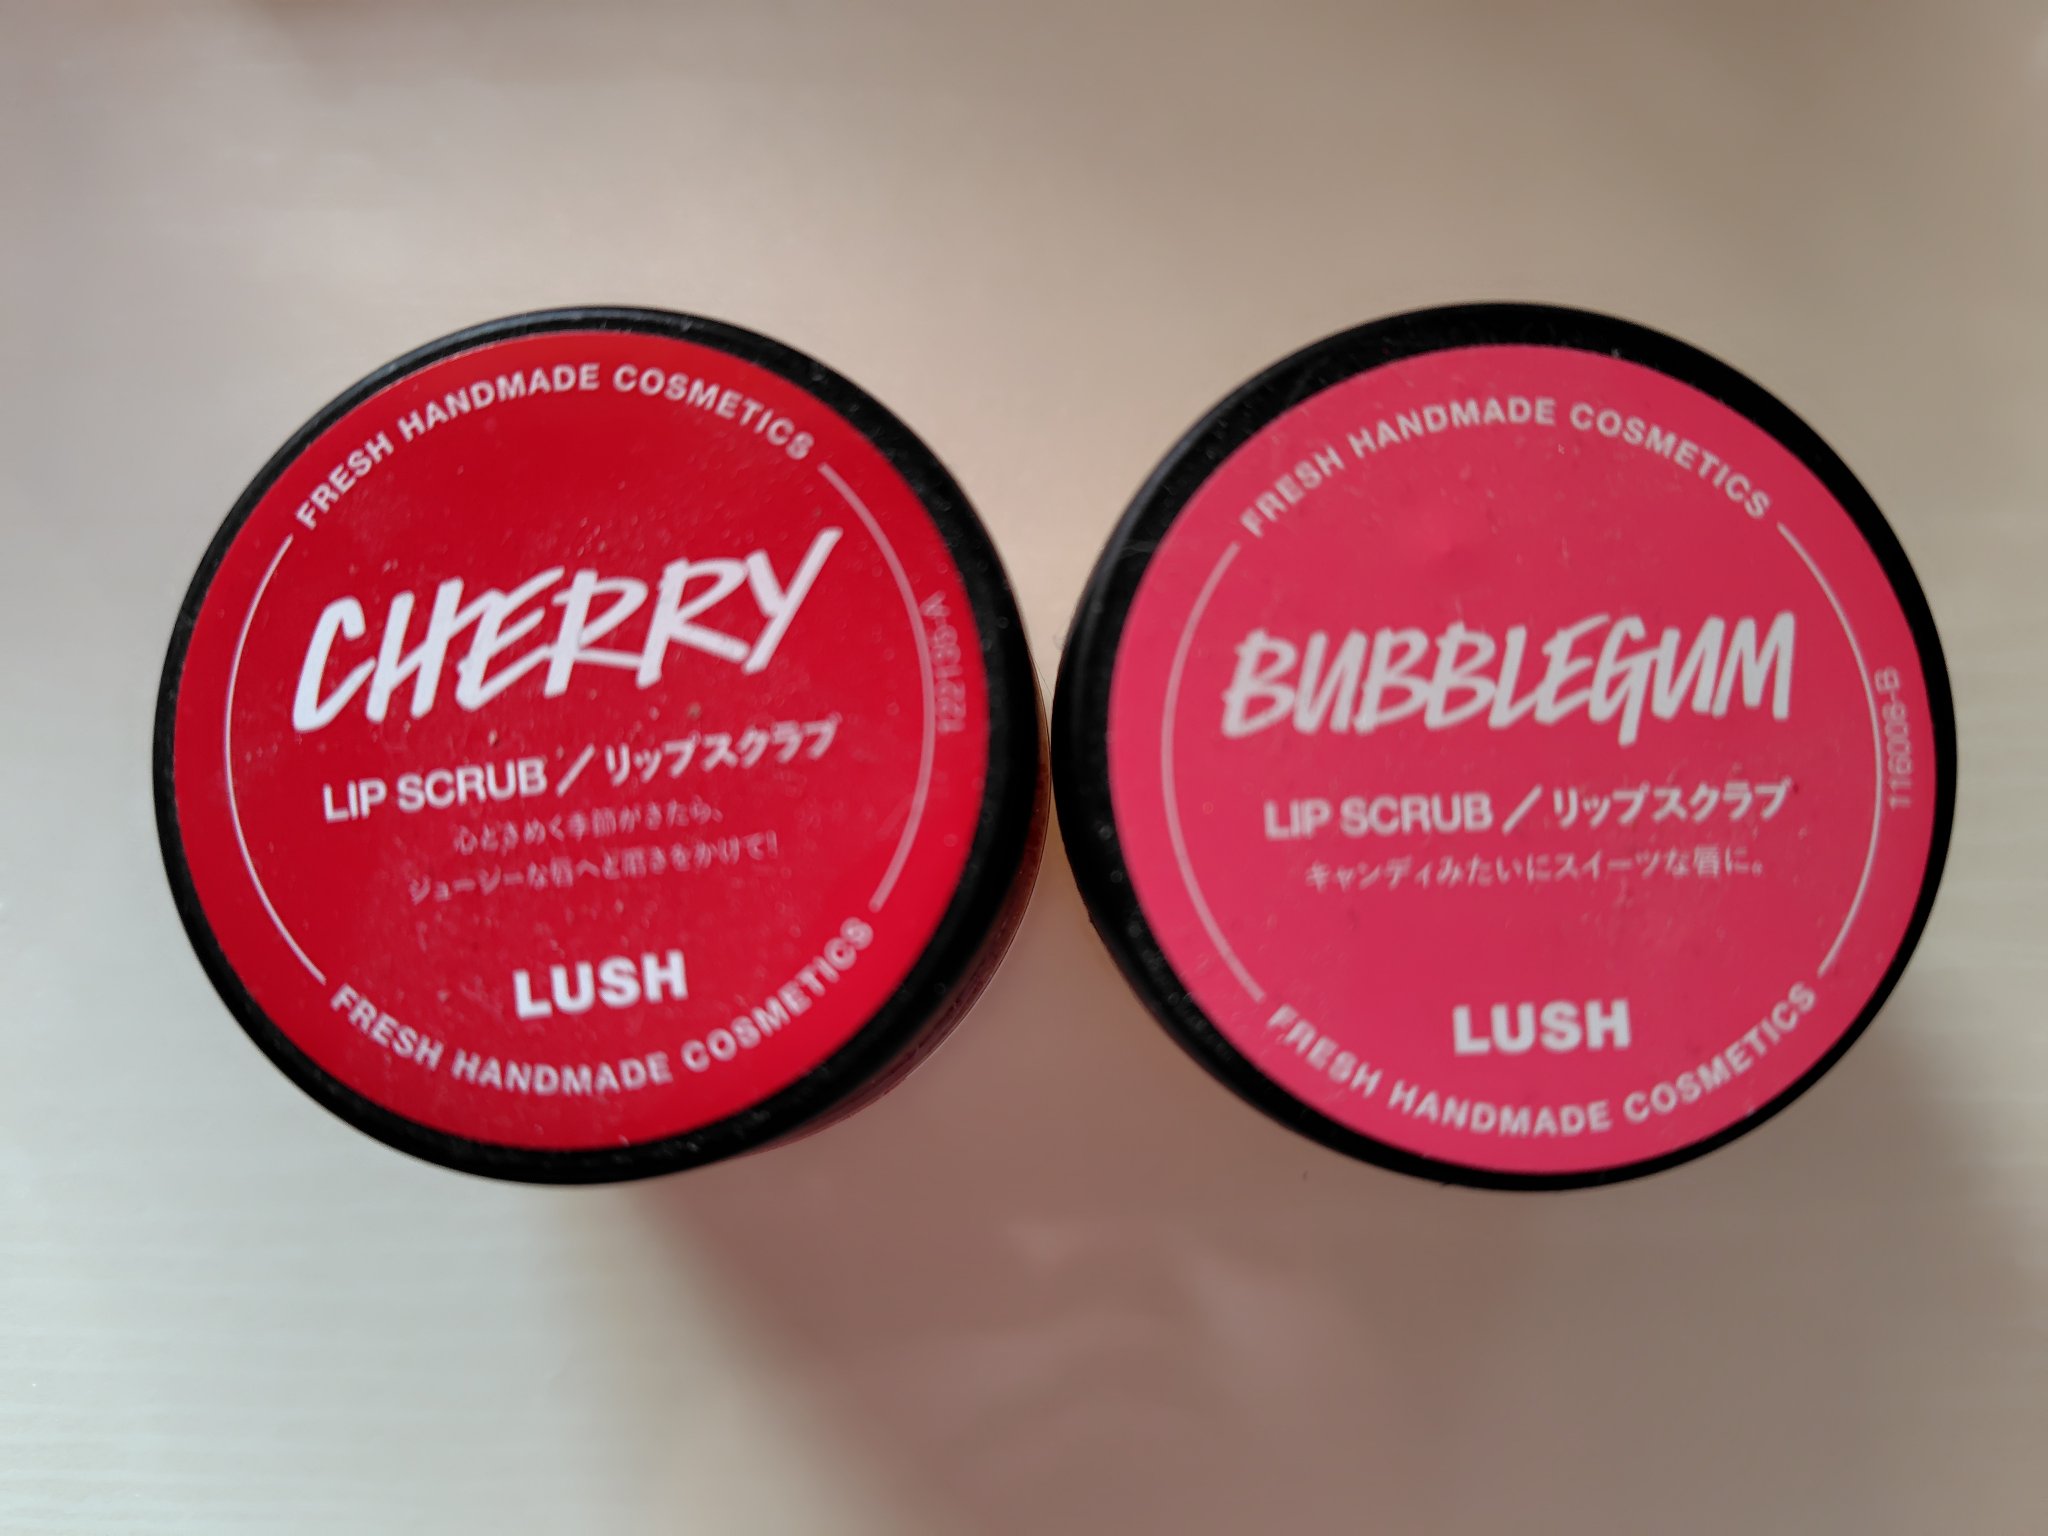 FRESH HANDMADE COSMETICS
CHERRY
LIP SCRUB／リップスクラブ
心ときめく季節がきたら、
ジューシーな唇へと磨きをかけて!
LUSH
FRESH HANDMADE COSMETICS
122138-A
FRESH HANDMADE COSMETICS
BUBBLEGUM
LIP SCRUB／リップスクラブ
キャンディみたいにスイーツな唇に。
LUSH
FRESH HANDMADE COSMETICS
116006-B